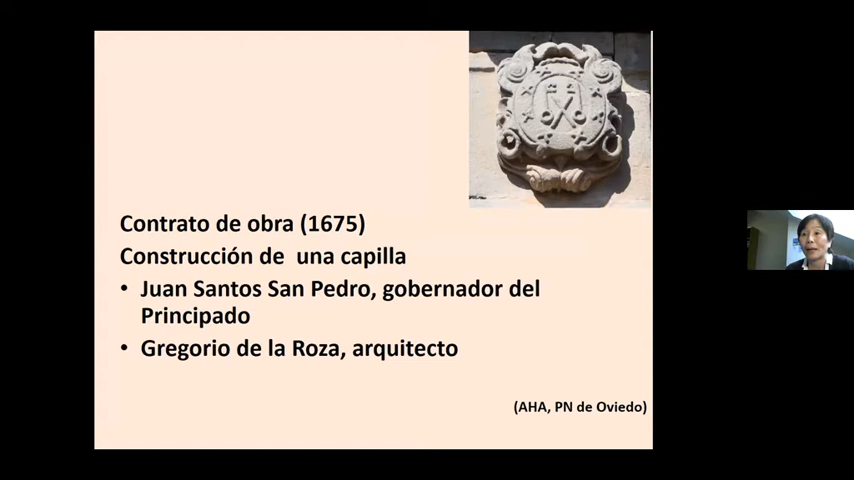 Contrato de obra (1675)
Construcción de una capilla
• Juan Santos San Pedro, gobernador del
Principado
• Gregorio de la Roza, arquitecto
(AHA, PN de Oviedo)